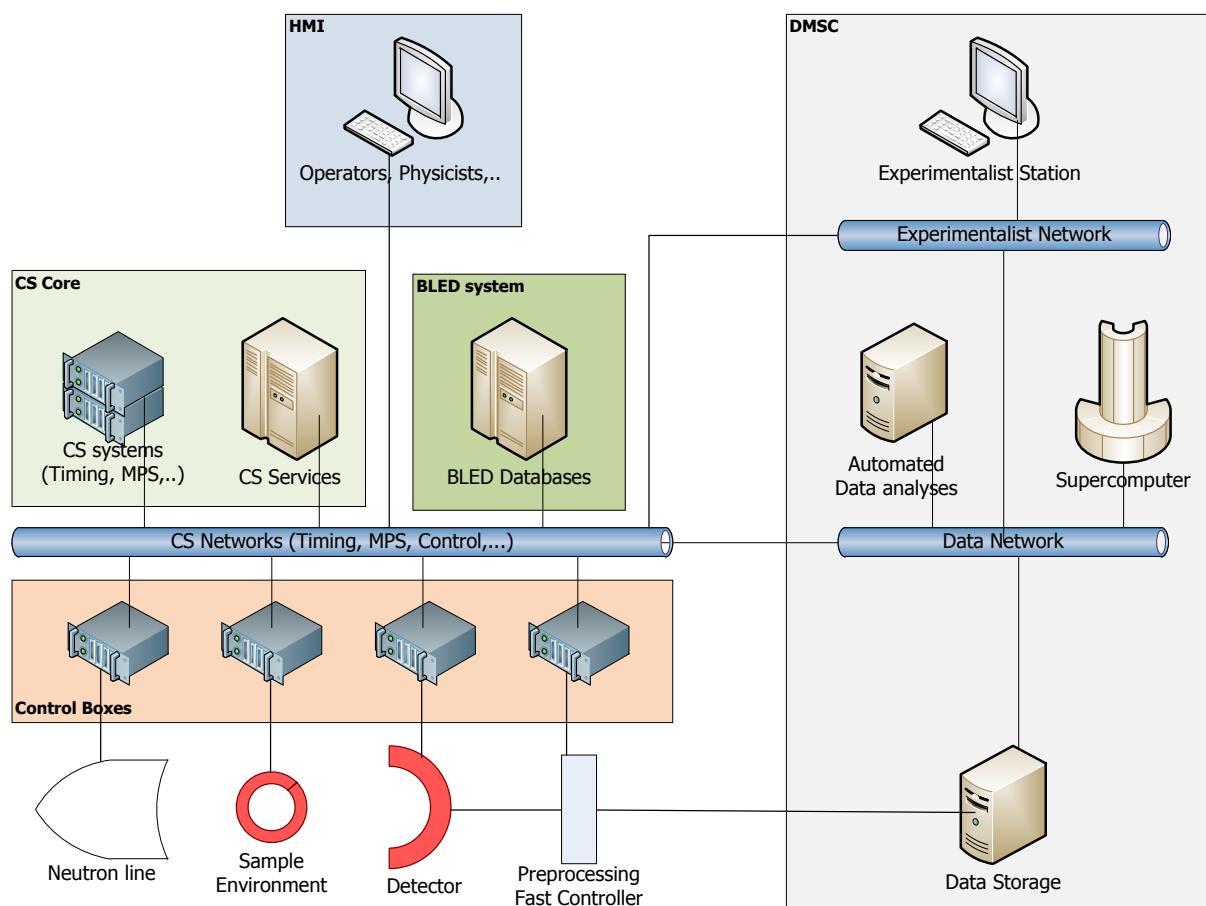 HMI
DMSC
Operators, Physicists,..
Experimentalist Station
Experimentalist Network
CS Core
BLED system
CS systems
(Timing, MPS,..)
CS Services
BLED Databases
Automated
Data analyses
Supercomputer
CS Networks (Timing, MPS, Control,...)
Data Network
Control Boxes
Neutron line
Sample
Environment
Detector
Preprocessing
Fast Controller
Data Storage